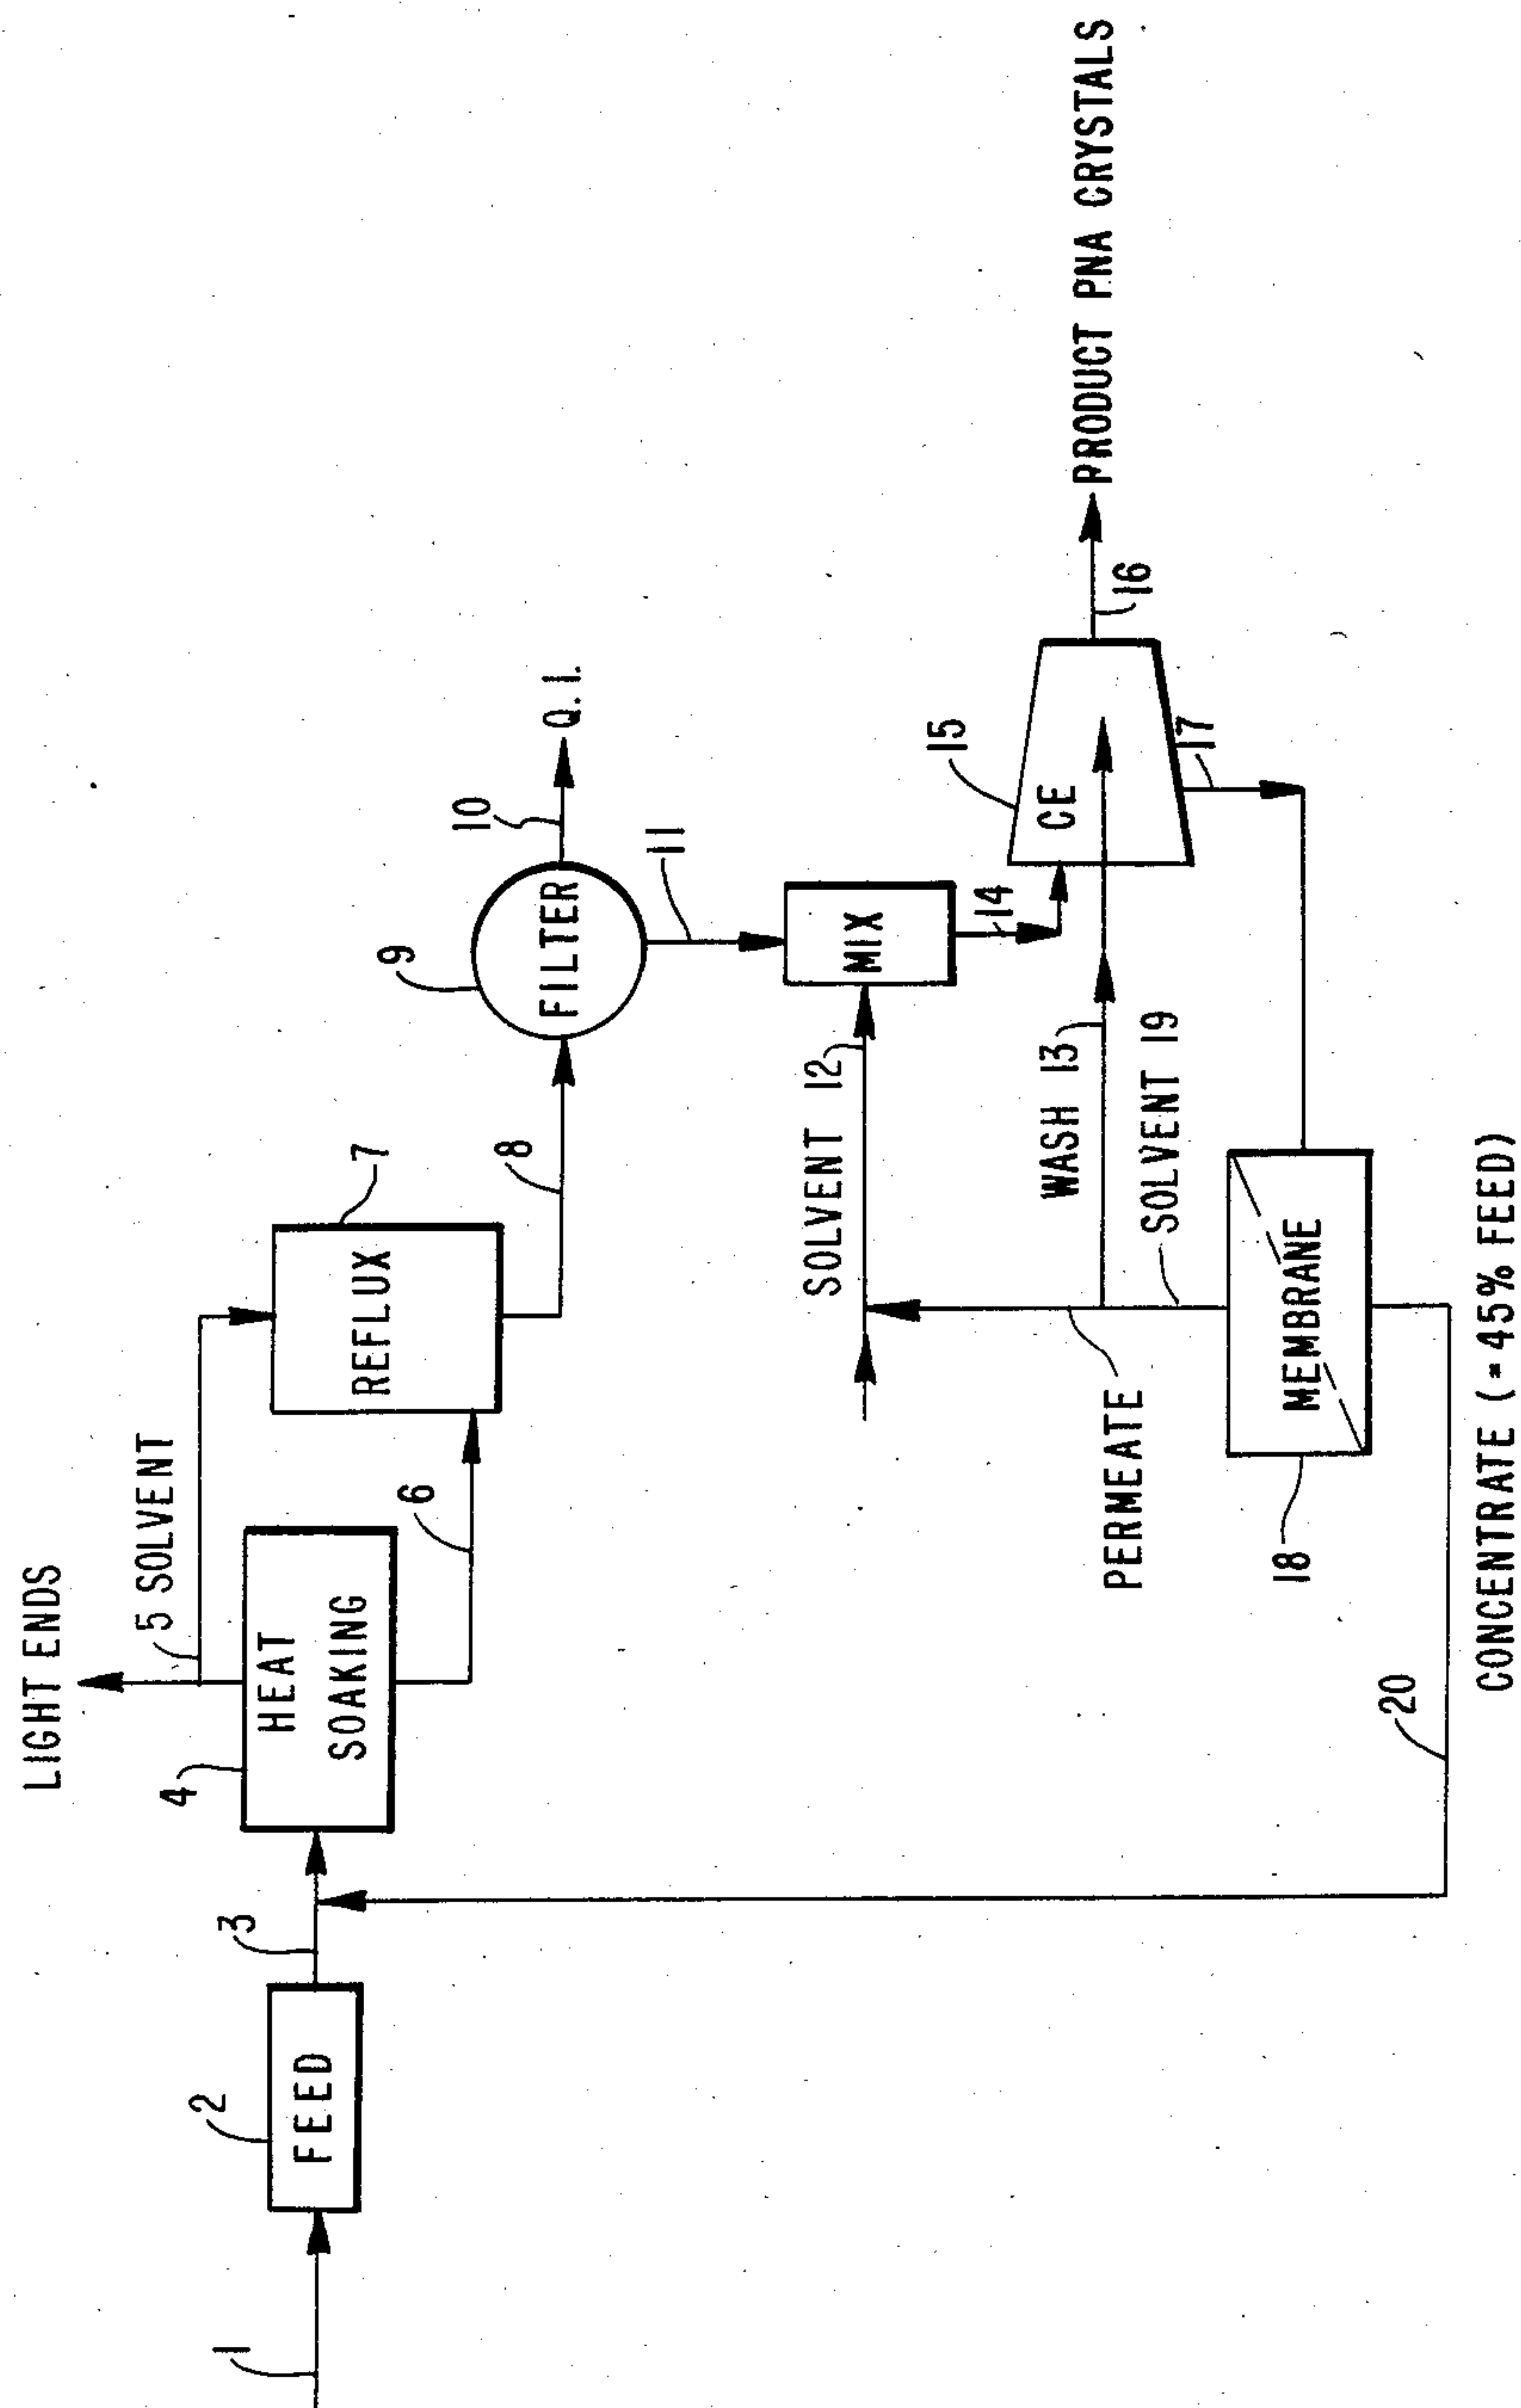 LIGHT ENDS
5 SOLVENT
4
HEAT
SOAKING
6
7
REFLUX
8
1
2
FEED
3
9
FILTER
10
Q.I.
11
SOLVENT 12
MIX
14
15
CE
WASH 13
SOLVENT 19
PERMEATE
16
PRODUCT PNA CRYSTALS
17
18
MEMBRANE
20
CONCENTRATE (=45% FEED)